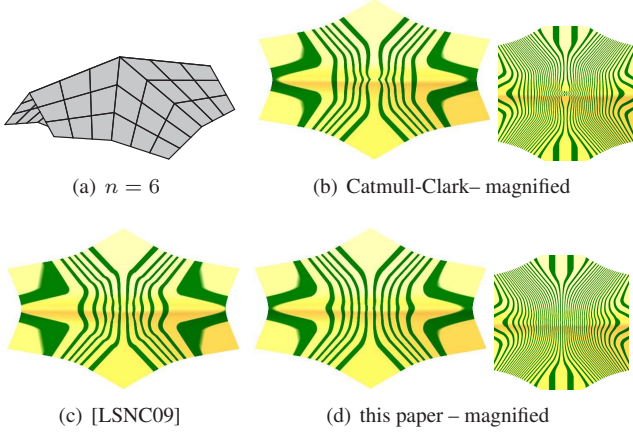 (a) n = 6
(b) Catmull-Clark– magnified
(c) [LSNC09]
(d) this paper – magnified